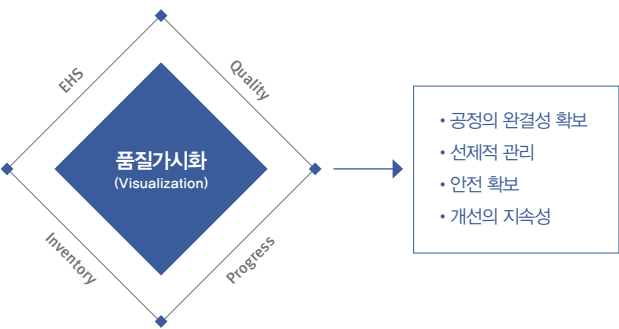 EHS
Quality
품질가시화
(Visualization)
Inventory
Progress
• 공정의 완결성 확보
• 선제적 관리
• 안전 확보
• 개선의 지속성